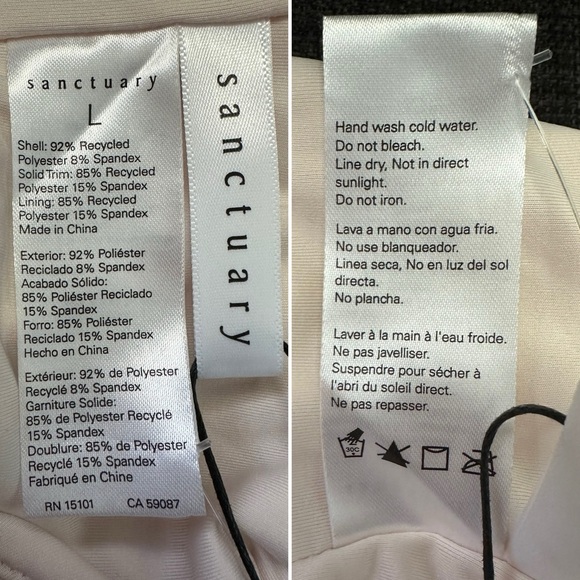 sanctuary
L
Shell: 92% Recycled
Polyester 8% Spandex
Solid Trim: 85% Recycled
Polyester 15% Spandex
Lining: 85% Recycled
Polyester 15% Spandex
Made in China
Exterior: 92% Poliéster
Reciclado 8% Spandex
Acabado Sólido:
85% Poliéster Reciclado
15% Spandex
Forro: 85% Poliéster
Reciclado 15% Spandex
Hecho en China
Extérieur: 92% de Polyester
Recyclé 8% Spandex
Garniture Solide:
85% de Polyester Recyclé
15% Spandex
Doublure: 85% de Polyester
Recyclé 15% Spandex
Fabriqué en Chine
RN 15101 CA 59087
sanctuary
Hand wash cold water.
Do not bleach.
Line dry, Not in direct
sunlight.
Do not iron.
Lava a mano con agua fria.
No use blanqueador.
Linea seca, No en luz del sol
directa.
No plancha.
Laver à la main à l'eau froide.
Ne pas javelliser.
Suspendre pour sécher à
l'abri du soleil direct.
Ne pas repasser.
30C